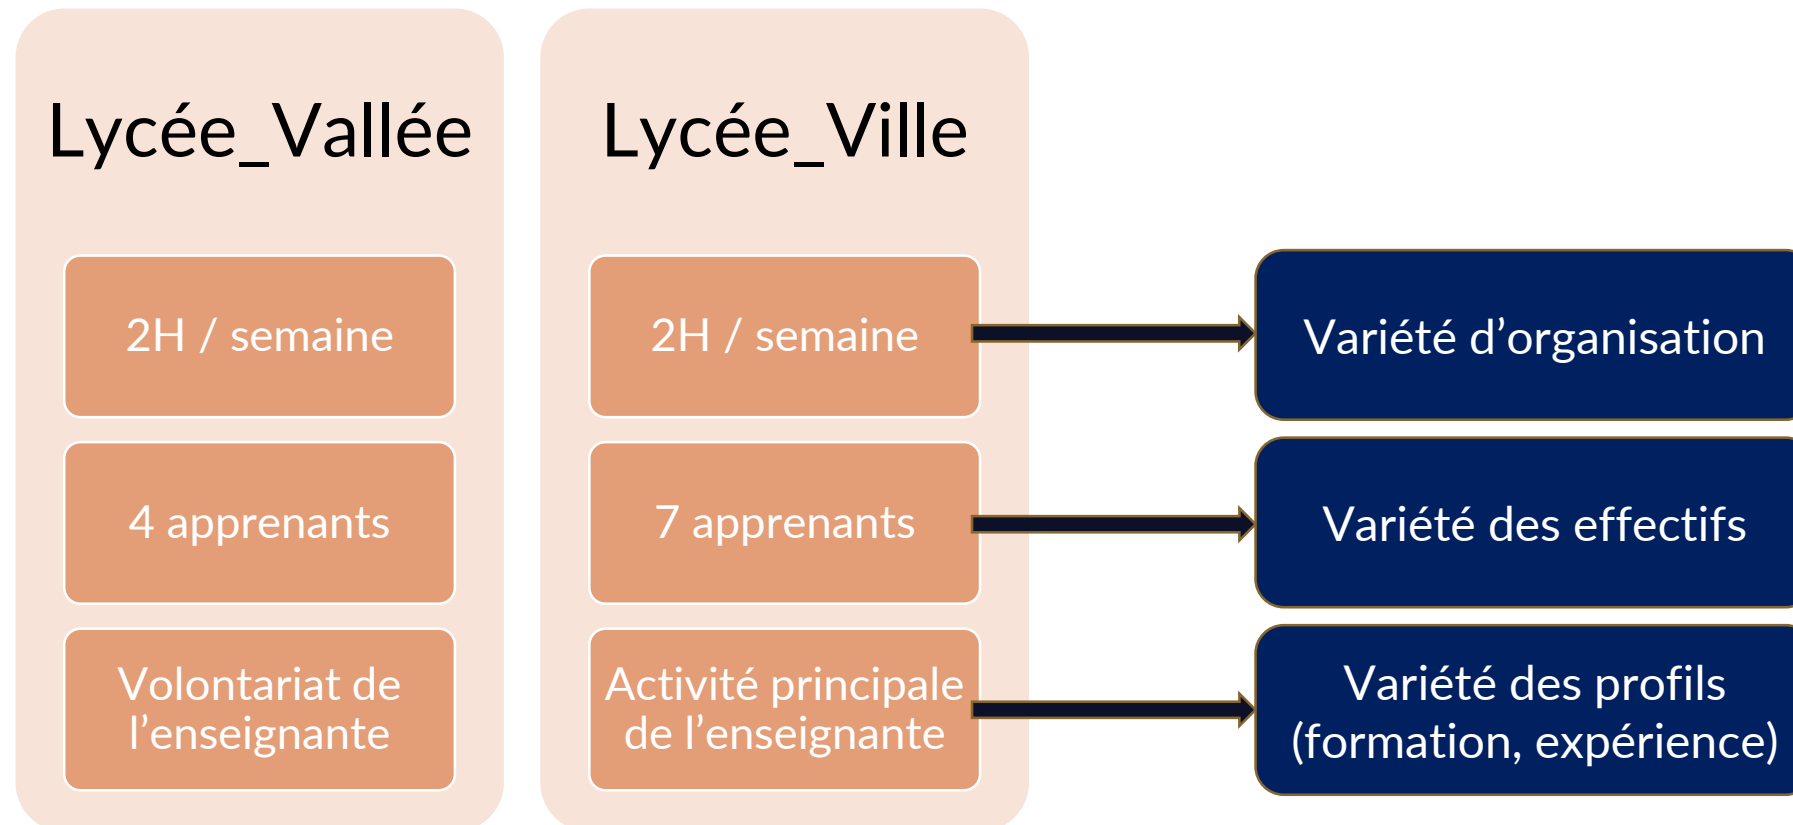 Lycée_Vallée
2H / semaine
4 apprenants
Volontariat de
l’enseignante
Lycée_Ville
2H / semaine
7 apprenants
Activité principale
de l’enseignante
Variété d’organisation
Variété des effectifs
Variété des profils
(formation, expérience)